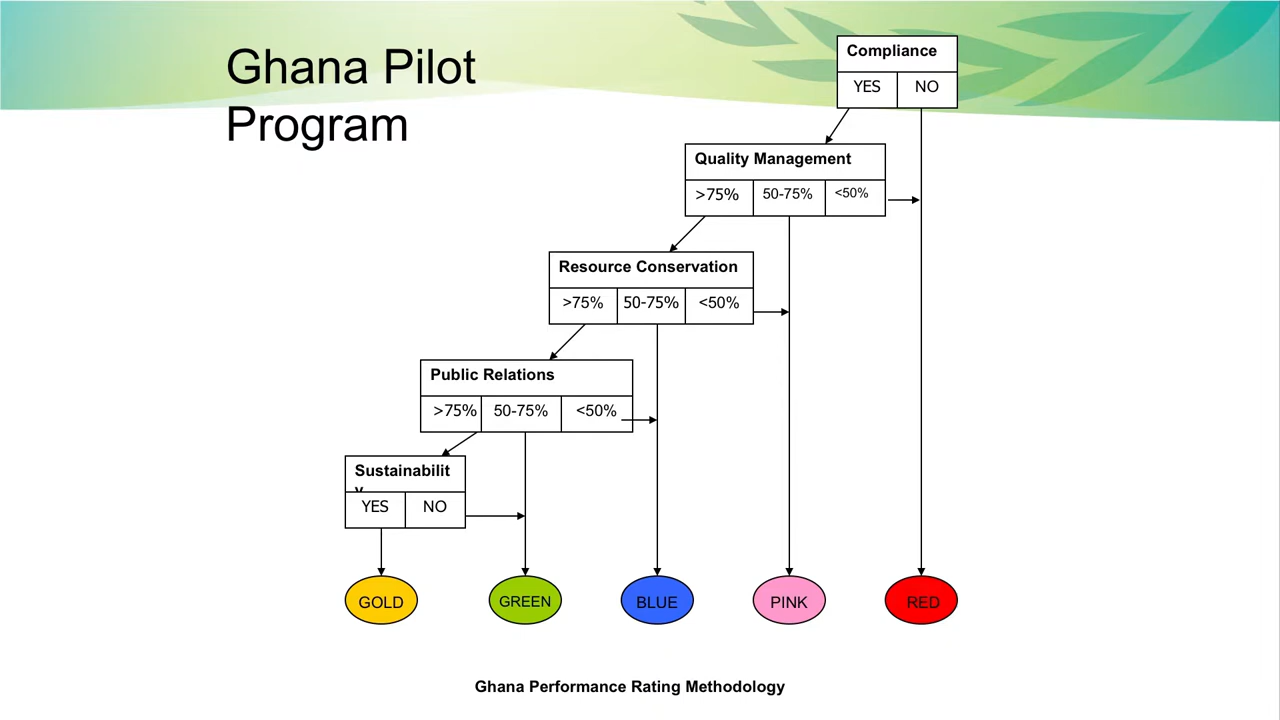 Ghana Pilot
Program
Compliance
YES NO
Quality Management
>75% 50-75% <50%
Resource Conservation
>75% 50-75% <50%
Public Relations
>75% 50-75% <50%
Sustainabilit
y
YES NO
GOLD GREEN BLUE PINK RED
Ghana Performance Rating Methodology